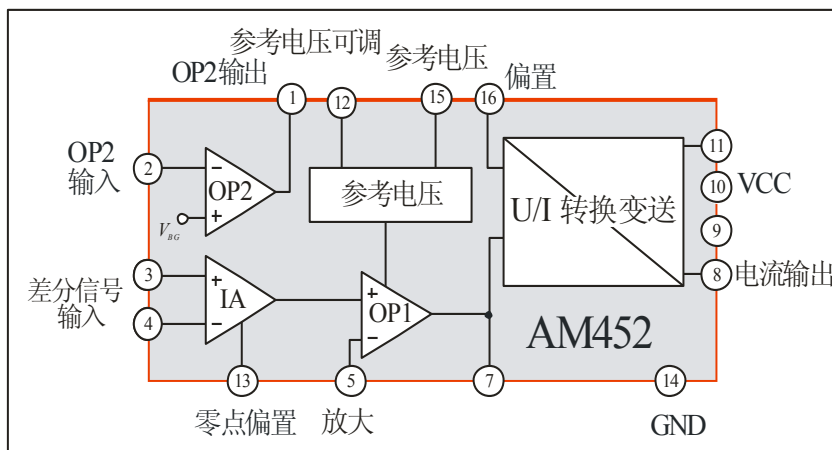 参考电压可调
OP2输出
参考电压
偏置
1
12
15
16
OP2
输入
2
−
OP2
+
V_BG
参考电压
U/I 转换变送
11
10
VCC
9
8
电流输出
差分信号
输入
3
4
+
IA
−
+
OP1
−
AM452
13
5
7
14
零点偏置
放大
GND